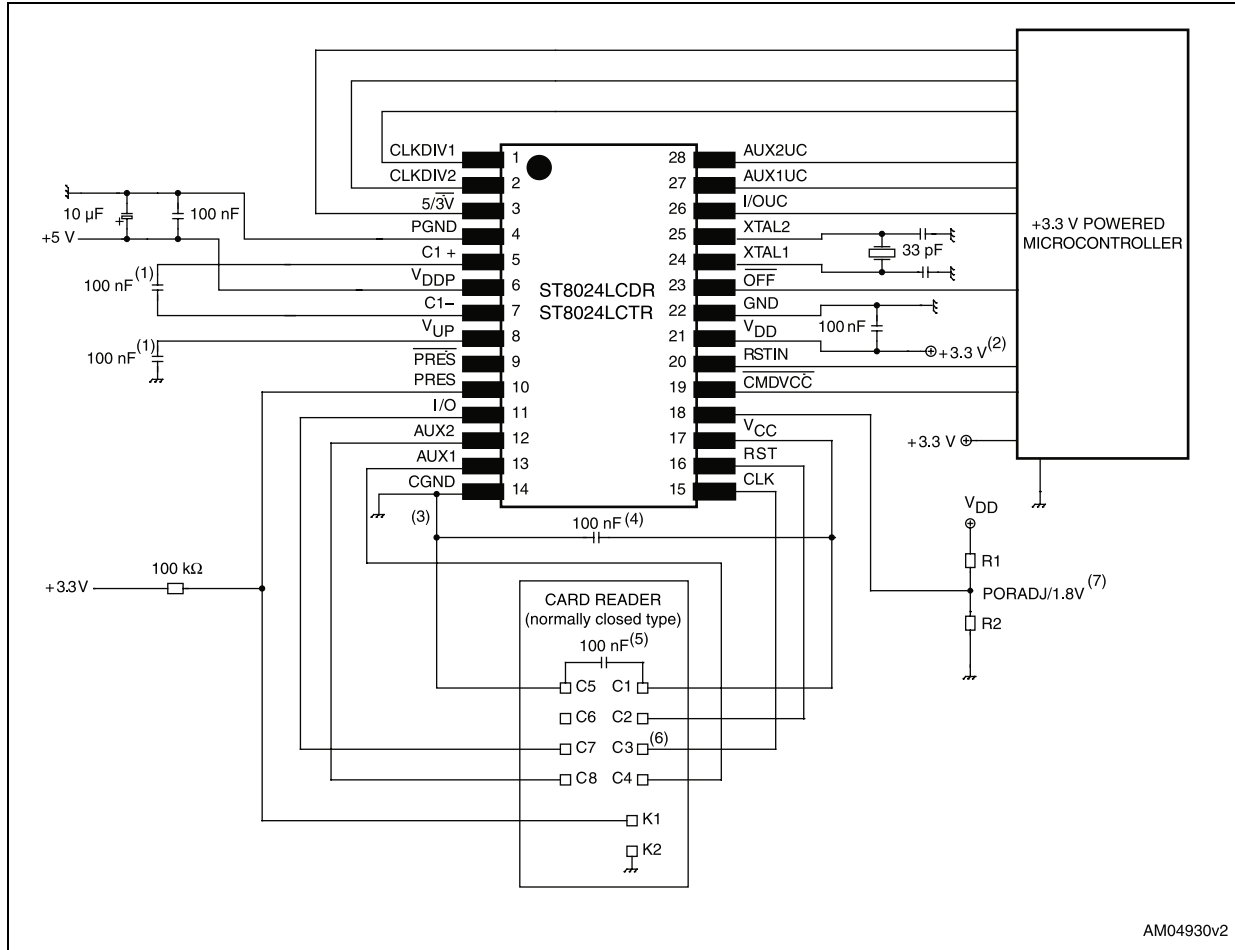 CLKDIV1
CLKDIV2
5/3V̅
PGND
C1 +
VDDP
C1–
VUP
P̅R̅E̅S̅
PRES
I/O
AUX2
AUX1
CGND
1
2
3
4
5
6
7
8
9
10
11
12
13
14
ST8024LCDR
ST8024LCTR
28
27
26
25
24
23
22
21
20
19
18
17
16
15
AUX2UC
AUX1UC
I/OUC
XTAL2
XTAL1
O̅F̅F̅
GND
VDD
RSTIN
C̅M̅D̅V̅C̅C̅
VCC
RST
CLK
10 µF
+
100 nF
+5 V
100 nF(1)
100 nF(1)
33 pF
100 nF
+3.3 V(2)
+3.3 V POWERED
MICROCONTROLLER
+3.3 V
(3)
100 nF(4)
VDD
R1
PORADJ/1.8V(7)
R2
+3.3V
100 kΩ
CARD READER
(normally closed type)
100 nF(5)
C5 C1
C6 C2
C7 C3(6)
C8 C4
K1
K2
AM04930v2